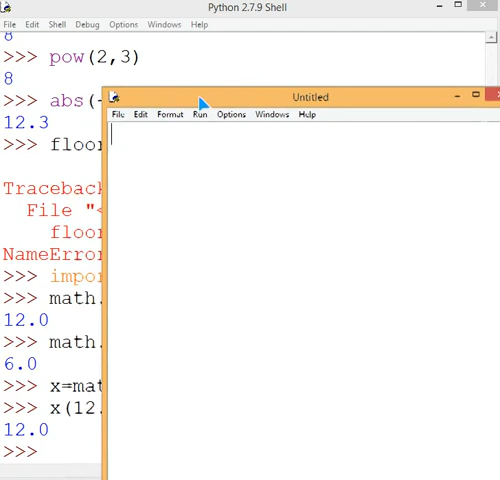 Python 2.7.9 Shell
File Edit Shell Debug Options Windows Help
8
>>> pow(2,3)
8
>>> abs(-
12.3
>>> floor
Traceback
File "<
floor
NameError
>>> impor
>>> math.
12.0
>>> math.
6.0
>>> x=mat
>>> x(12.
12.0
>>>
Untitled
File Edit Format Run Options Windows Help